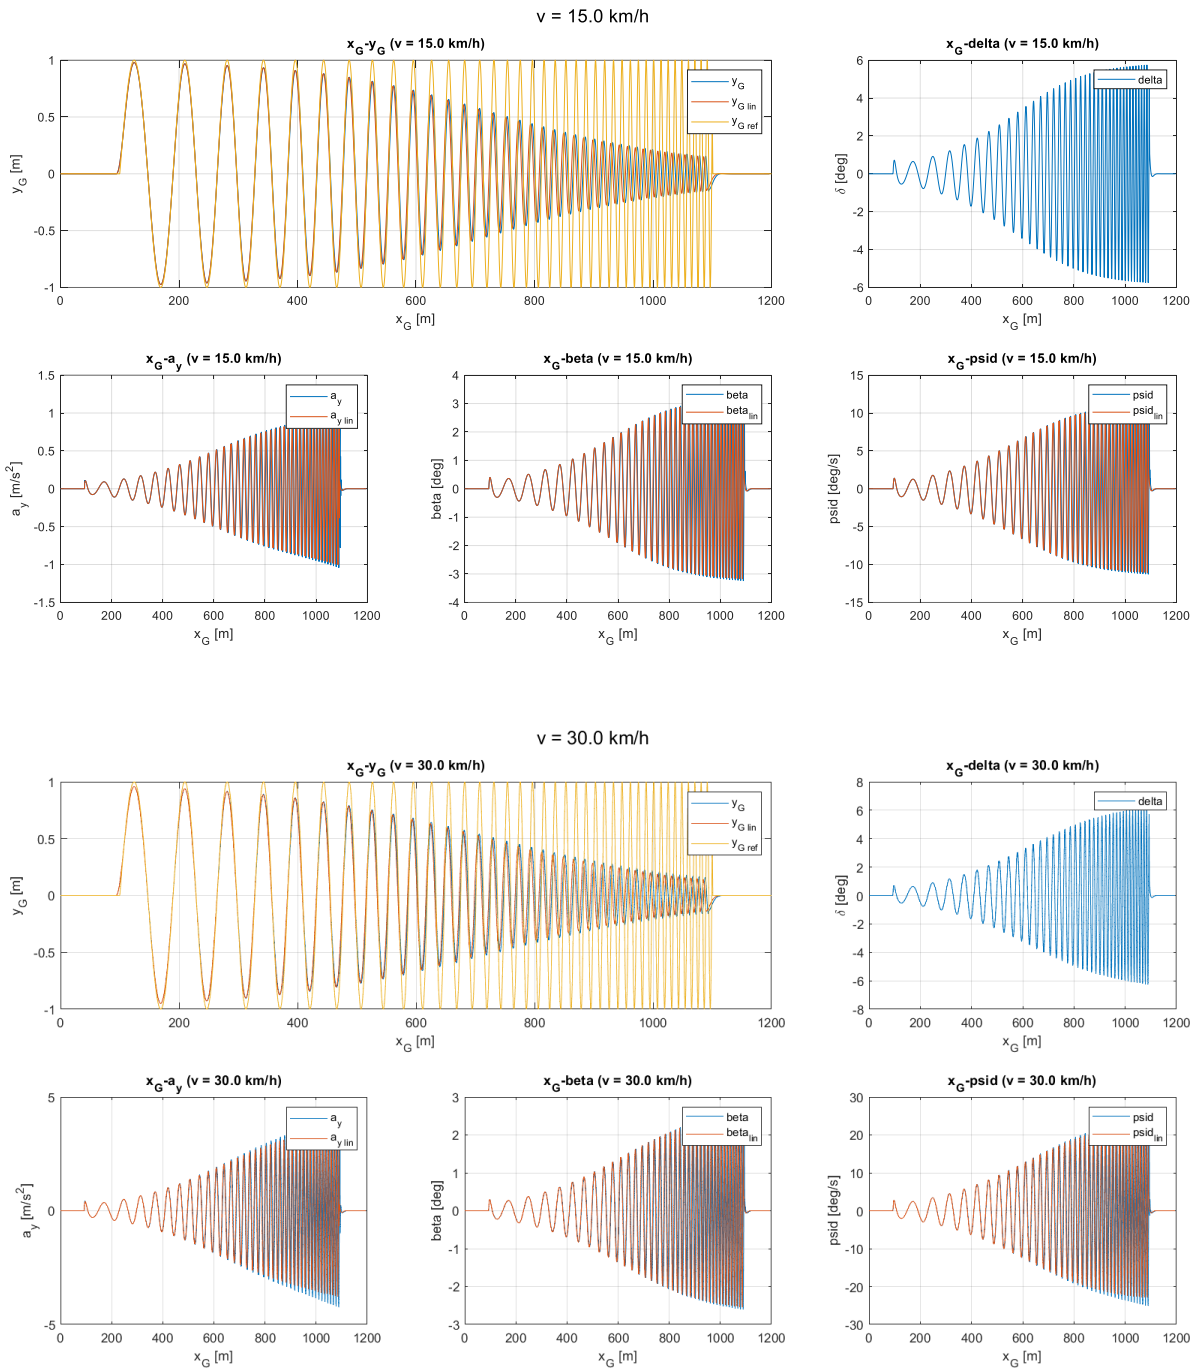 v = 15.0 km/h
x_G-y_G (v = 15.0 km/h)
y_G [m]
1
0.5
0
-0.5
-1
0 200 400 600 800 1000 1200
x_G [m]
y_G
y_G lin
y_G ref
x_G-delta (v = 15.0 km/h)
δ [deg]
6
4
2
0
-2
-4
-6
0 200 400 600 800 1000 1200
x_G [m]
delta
x_G-a_y (v = 15.0 km/h)
a_y [m/s²]
1.5
1
0.5
0
-0.5
-1
-1.5
0 200 400 600 800 1000 1200
x_G [m]
a_y
a_y lin
x_G-beta (v = 15.0 km/h)
beta [deg]
4
3
2
1
0
-1
-2
-3
-4
0 200 400 600 800 1000 1200
x_G [m]
beta
beta_lin
x_G-psid (v = 15.0 km/h)
psid [deg/s]
15
10
5
0
-5
-10
-15
0 200 400 600 800 1000 1200
x_G [m]
psid
psid_lin
v = 30.0 km/h
x_G-y_G (v = 30.0 km/h)
y_G [m]
1
0.5
0
-0.5
-1
0 200 400 600 800 1000 1200
x_G [m]
y_G
y_G lin
y_G ref
x_G-delta (v = 30.0 km/h)
δ [deg]
8
6
4
2
0
-2
-4
-6
-8
0 200 400 600 800 1000 1200
x_G [m]
delta
x_G-a_y (v = 30.0 km/h)
a_y [m/s²]
5
0
-5
0 200 400 600 800 1000 1200
x_G [m]
a_y
a_y lin
x_G-beta (v = 30.0 km/h)
beta [deg]
3
2
1
0
-1
-2
-3
0 200 400 600 800 1000 1200
x_G [m]
beta
beta_lin
x_G-psid (v = 30.0 km/h)
psid [deg/s]
30
20
10
0
-10
-20
-30
0 200 400 600 800 1000 1200
x_G [m]
psid
psid_lin